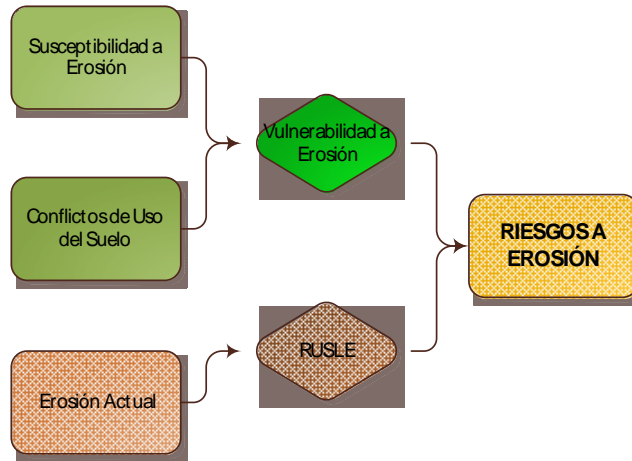 Susceptibilidad a
Erosión
Vulnerabilidad a
Erosión
Conflictos de Uso
del Suelo
RIESGOS A
EROSIÓN
RUSLE
Erosión Actual